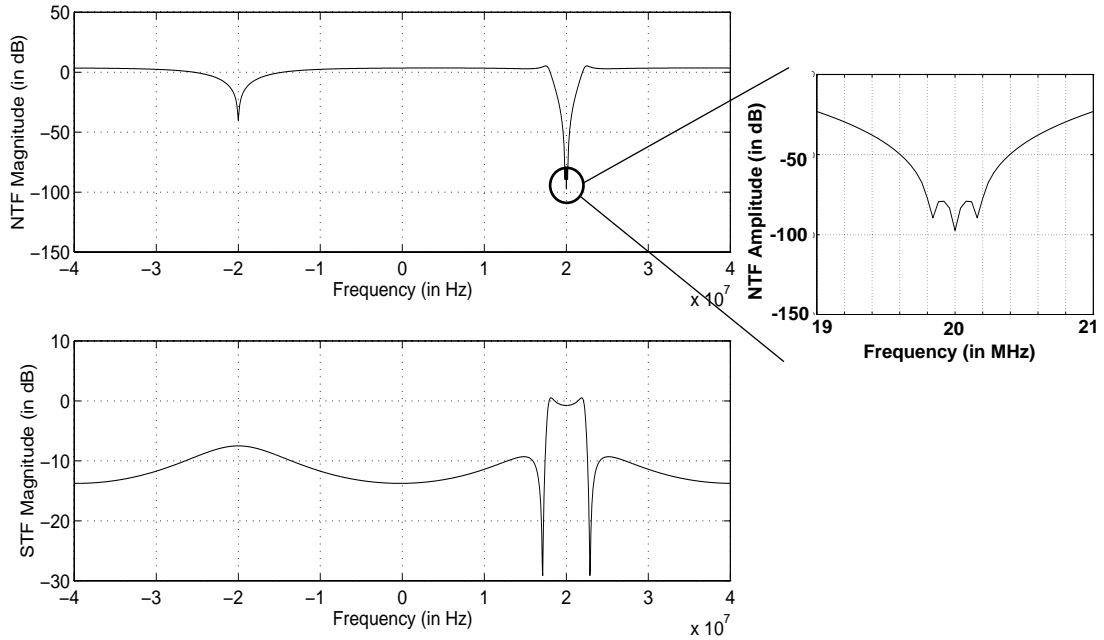 50
0
−50
−100
−150
NTF Magnitude (in dB)
−4 −3 −2 −1 0 1 2 3 4
Frequency (in Hz)
x 10^7
NTF Amplitude (in dB)
-50
-100
-150
19 20 21
Frequency (in MHz)
10
0
−10
−20
−30
STF Magnitude (in dB)
−4 −3 −2 −1 0 1 2 3 4
Frequency (in Hz)
x 10^7